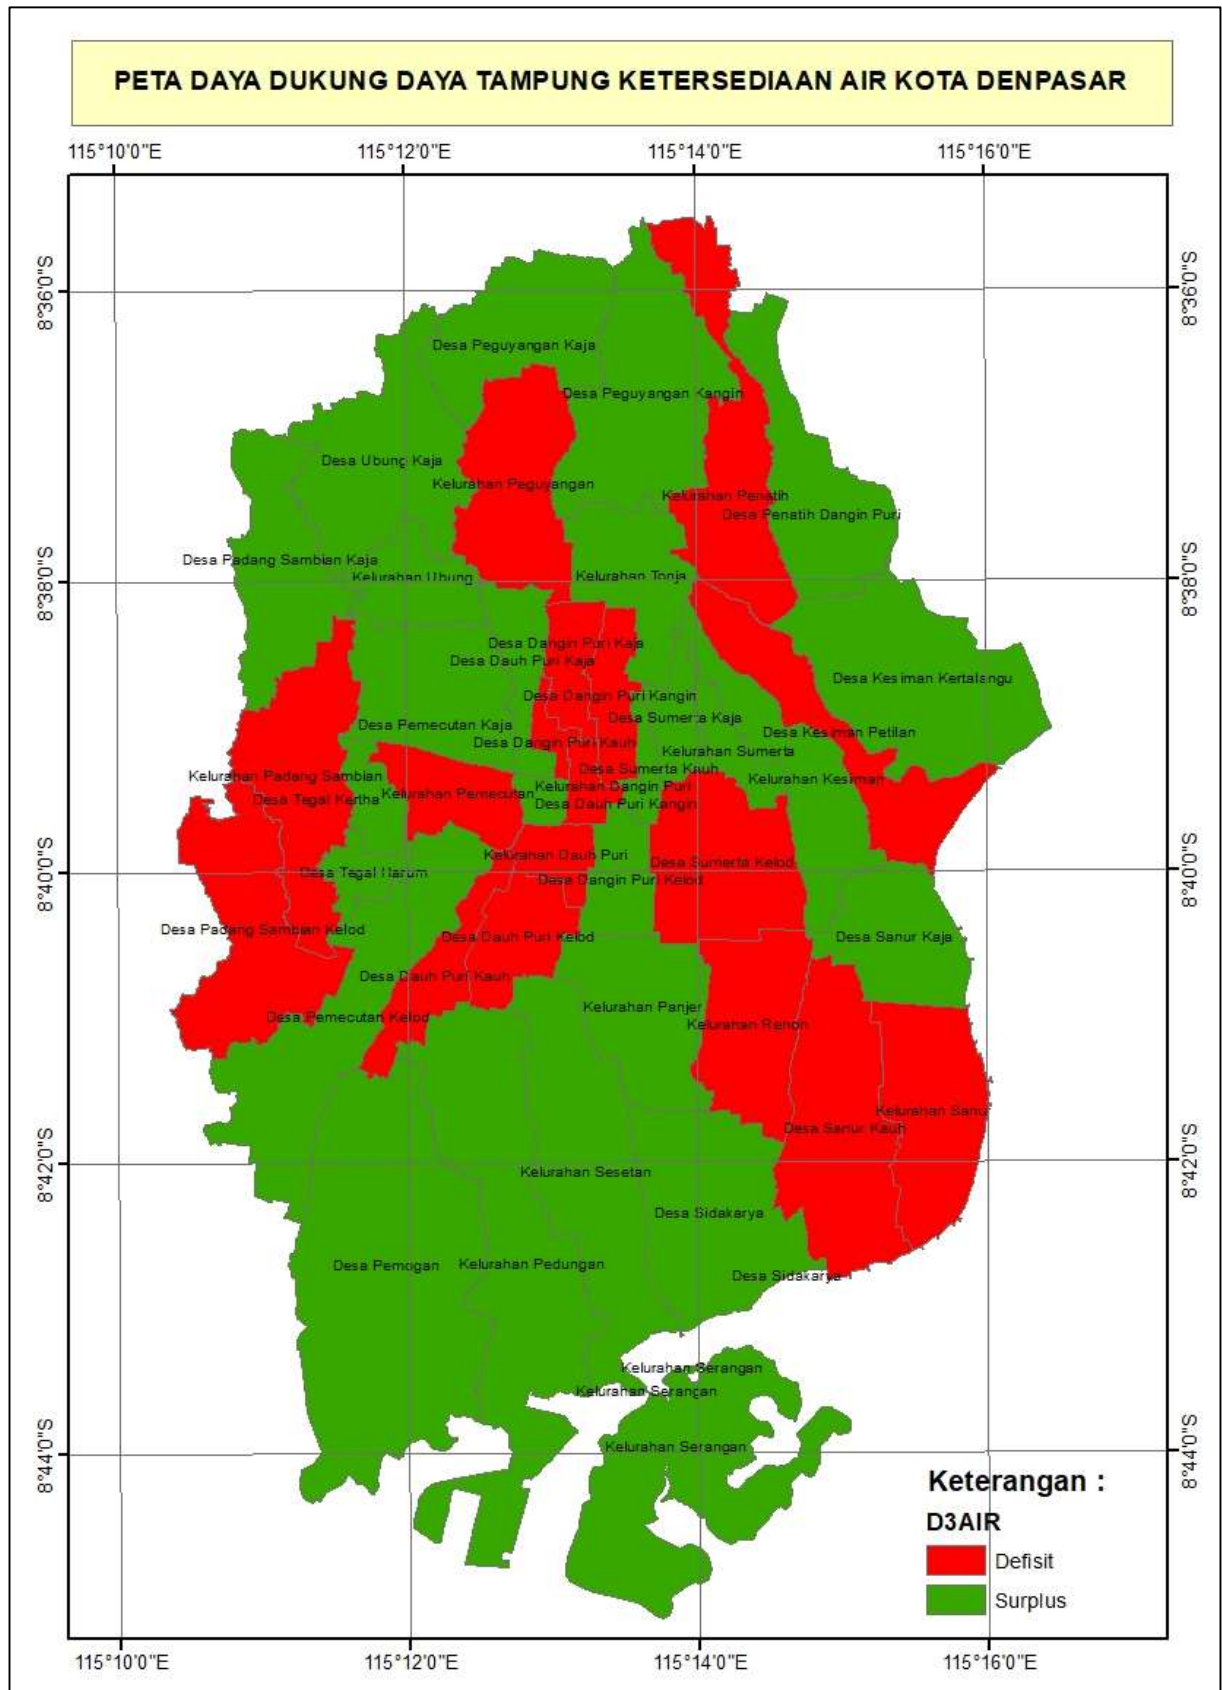 PETA DAYA DUKUNG DAYA TAMPUNG KETERSEDIAAN AIR KOTA DENPASAR
115°10'0"E 115°12'0"E 115°14'0"E 115°16'0"E
8°36'0"S 8°36'0"S
Desa Peguyangan Kaja
Desa Peguyangan Kangin
Desa Ubung Kaja
Kelurahan Peguyangan
Kelurahan Penatih
Desa Penatih Dangin Puri
Desa Padang Sambian Kaja
Kelurahan Ubung
Kelurahan Tonja
8°38'0"S 8°38'0"S
Desa Dangin Puri Kaja
Desa Dauh Puri Kaja
Desa Kesiman Kertalangu
Desa Dangin Puri Kangin
Desa Sumerta Kaja
Desa Pemecutan Kaja
Desa Kesiman Petilan
Desa Dangin Puri Kauh
Kelurahan Sumerta
Desa Sumerta Kauh
Kelurahan Padang Sambian
Kelurahan Kesiman
Kelurahan Dangin Puri
Kelurahan Pemecutan
Desa Tegal Kertha
Desa Dauh Puri Kangin
Kelurahan Dauh Puri
Desa Sumerta Kelod
8°40'0"S 8°40'0"S
Desa Tegal Harum
Desa Dangin Puri Kelod
Desa Padang Sambian Kelod
Desa Dauh Puri Kelod
Desa Sanur Kaja
Desa Dauh Puri Kauh
Kelurahan Panjer
Desa Pemecutan Kelod
Kelurahan Renon
Kelurahan Sanu
Desa Sanur Kauh
8°42'0"S 8°42'0"S
Kelurahan Sesetan
Desa Sidakarya
Desa Pemogan
Kelurahan Pedungan
Desa Sidakarya
Kelurahan Serangan
Kelurahan Serangan
Kelurahan Serangan
8°44'0"S 8°44'0"S
Keterangan :
D3AIR
Defisit
Surplus
115°10'0"E 115°12'0"E 115°14'0"E 115°16'0"E